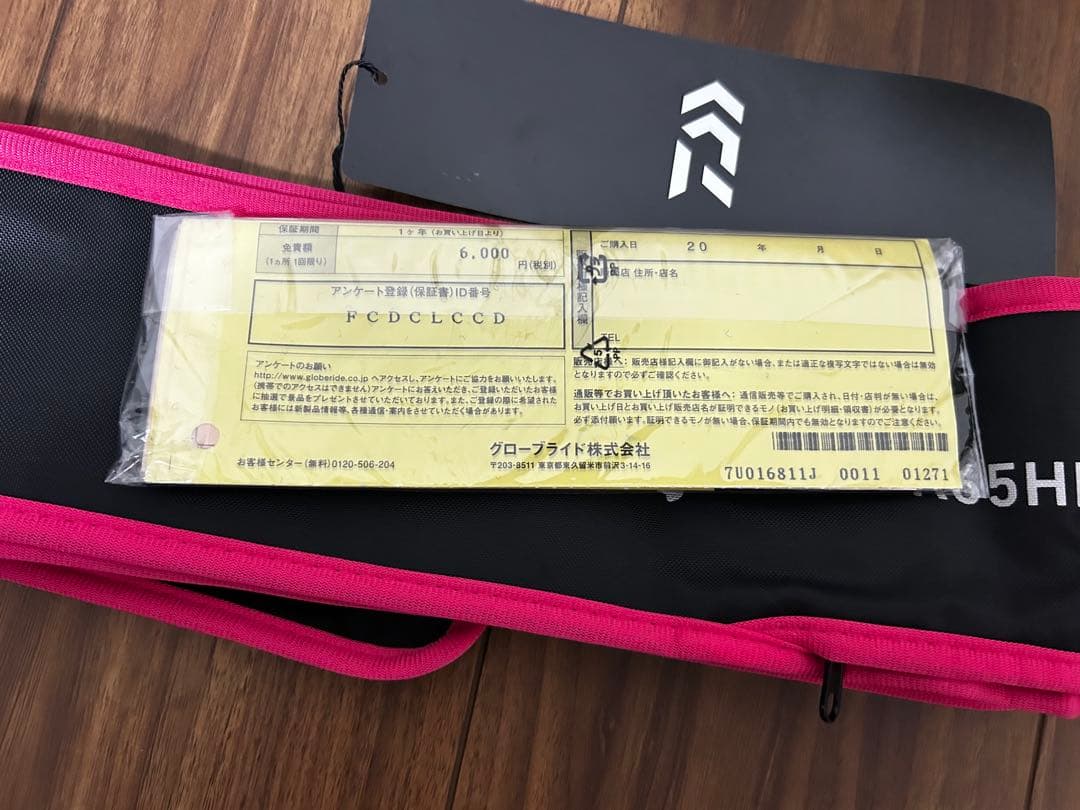 保証期間
1ヶ年(お買い上げ日より)
免責額
(1ヵ所 1回限り)
6,000
円(税別)
アンケート登録(保証書)ID番号
FCDCLCCD
アンケートのお願い
http://www.globeride.co.jp へアクセスし、アンケートにご協力をお願いいたします。
(携帯でのアクセスはできません)アンケートにお答えいただき、ご登録いただいたお客様
に抽選で景品をプレゼントさせていただいております。また、ご登録の際に希望された
お客様には新製品情報等、各種通信・案内をさせていただく場合があります。
お客様センター(無料)0120-506-204
ご購入日 20 年 月 日
店 住所・店名
様記入欄
TEL
プラ
PP
販売店様へ:販売店様記入欄に御記入がない場合、または適正な複写文字ではない場合は無効
となりますので必ずご確認ください。
通販等でお買い上げ頂いたお客様へ:通信販売等でご購入され、日付・店判が無い場合は、
お買い上げ日とお買い上げ販売店名が証明できるモノ(お買い上げ明細・領収書)が必要となります。
必ず添付願います。証明できるモノが無い場合、保証期間内でも無効となりますのでご注意ください。
グローブライド株式会社
〒203-8511 東京都東久留米市前沢3-14-16
7U016811J 0011 01271
5H